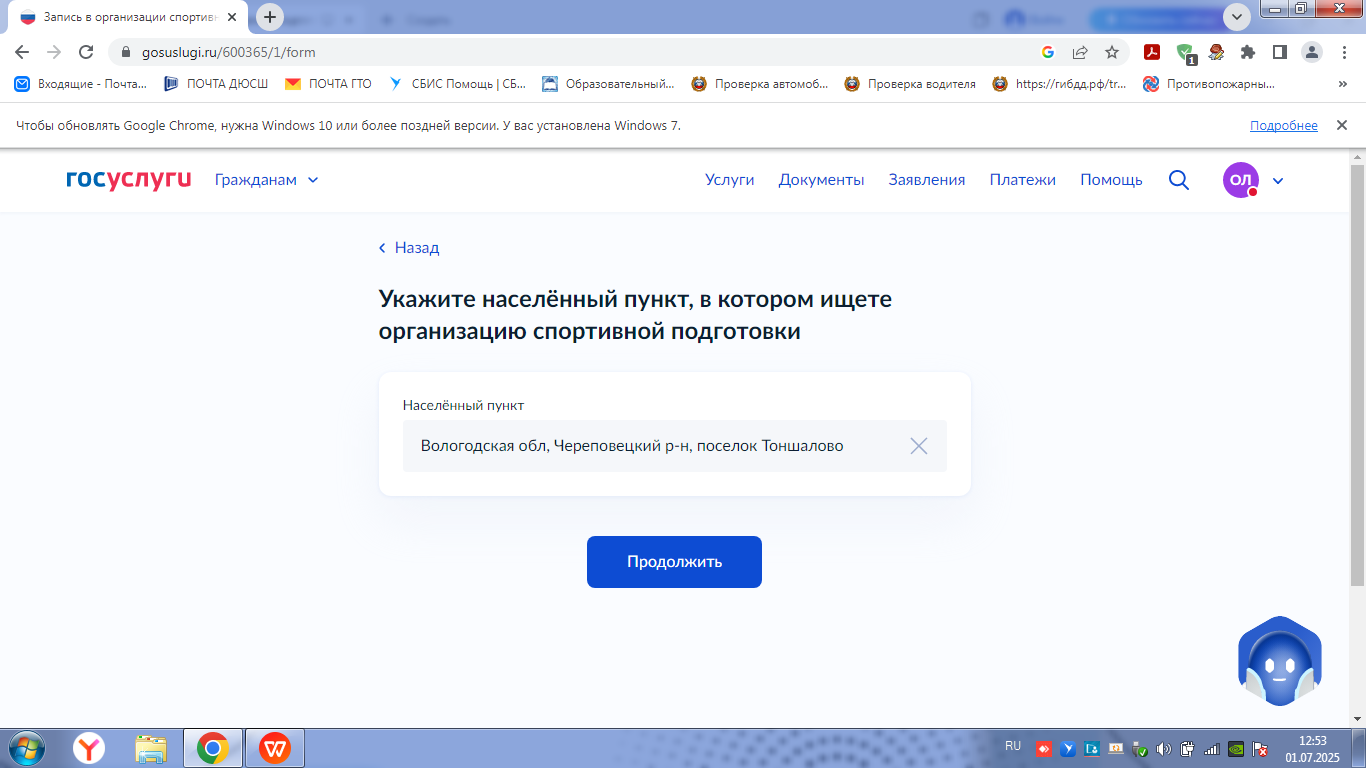 Запись в организации спортивн
gosuslugi.ru/600365/1/form
1
Входящие - Почта...
ПОЧТА ДЮСШ
ПОЧТА ГТО
СБИС Помощь | СБ...
Образовательный...
Проверка автомоб...
Проверка водителя
https://гибдд.рф/tr...
Противопожарны...
»
Чтобы обновлять Google Chrome, нужна Windows 10 или более поздней версии. У вас установлена Windows 7.
Подробнее
госуслуги
Гражданам
Услуги
Документы
Заявления
Платежи
Помощь
ОЛ
Назад
Укажите населённый пункт, в котором ищете
организацию спортивной подготовки
Населённый пункт
Вологодская обл, Череповецкий р-н, поселок Тоншалово
Продолжить
RU
12:53
01.07.2025